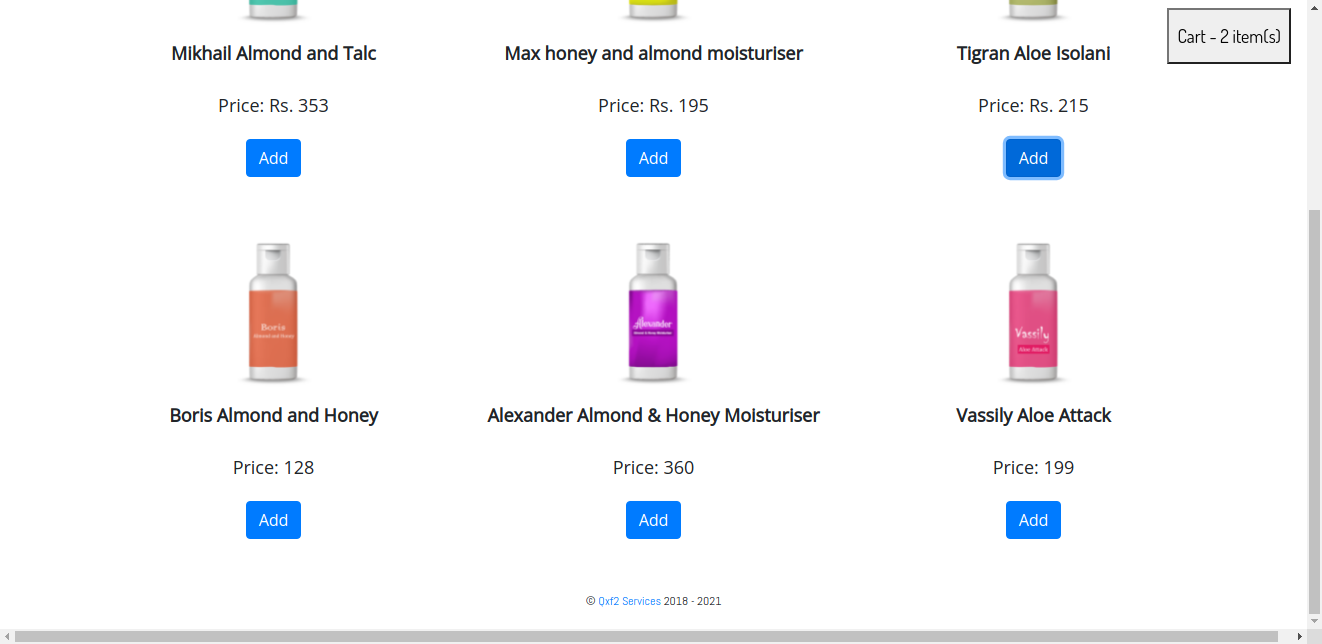 Cart - 2 item(s)
Mikhail Almond and Talc
Max honey and almond moisturiser
Tigran Aloe Isolani
Price: Rs. 353
Price: Rs. 195
Price: Rs. 215
Add
Add
Add
Boris
Almond and Honey
Alexander
Almond & Honey Moisturiser
Vassily
Aloe Attack
Boris Almond and Honey
Alexander Almond & Honey Moisturiser
Vassily Aloe Attack
Price: 128
Price: 360
Price: 199
Add
Add
Add
© Qxf2 Services 2018 - 2021